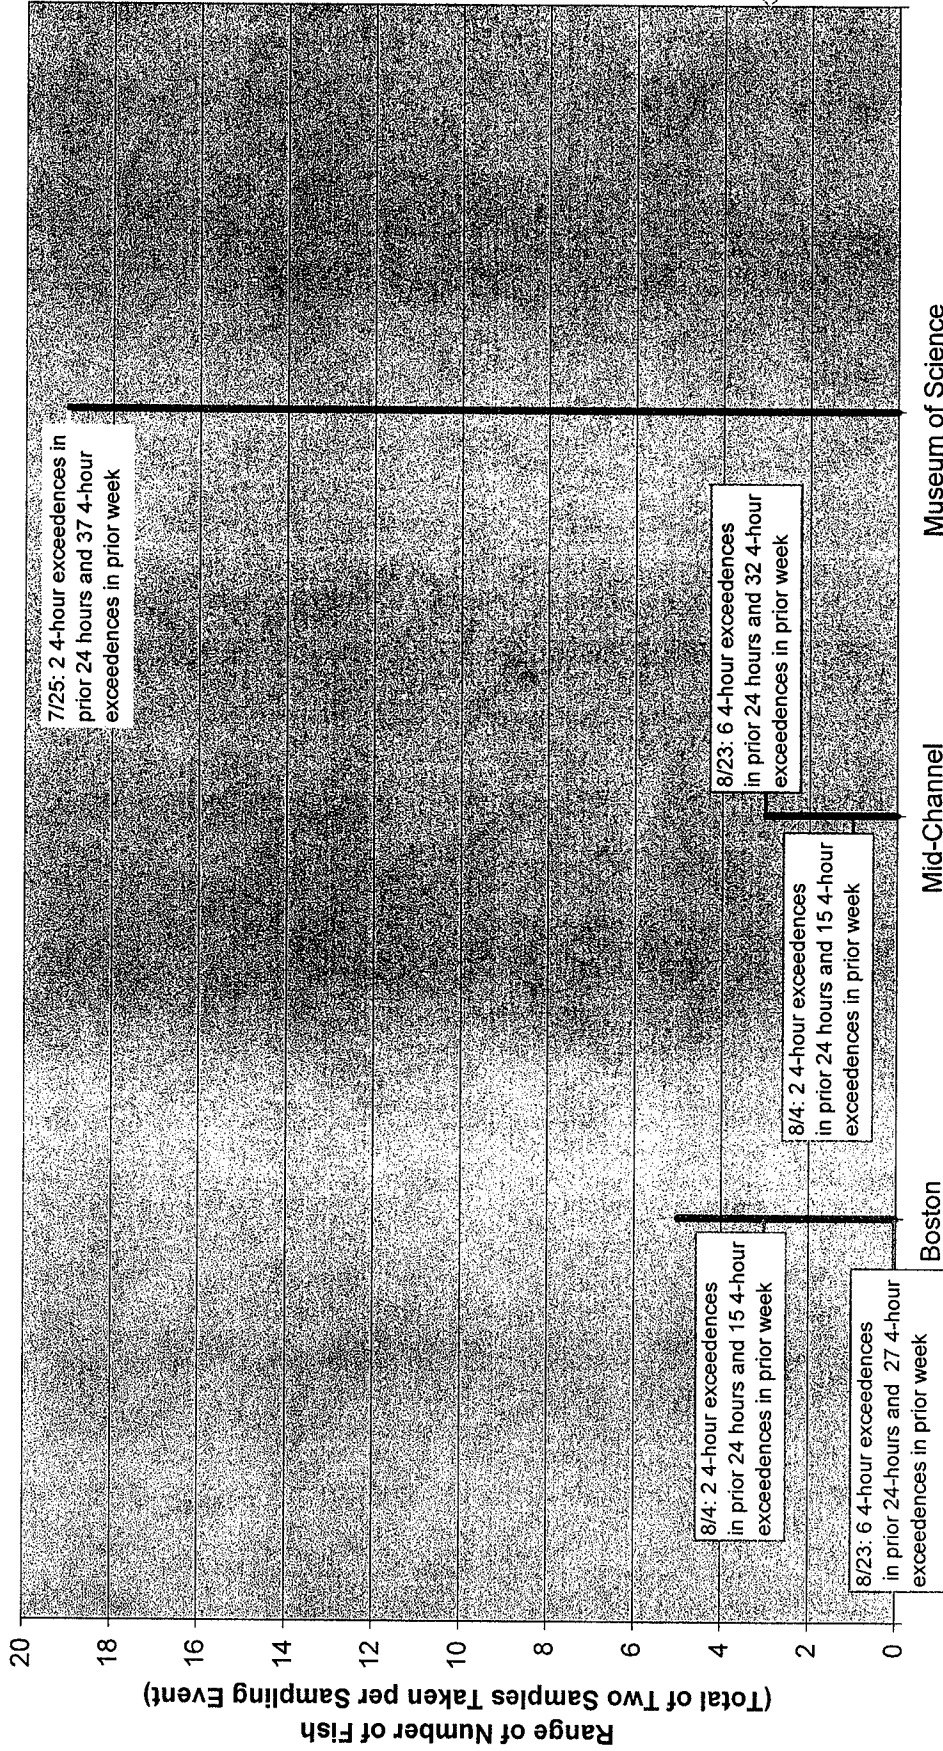 Range of Number of Fish
(Total of Two Samples Taken per Sampling Event)
20
18
16
14
12
10
8
6
4
2
0
7/25: 2 4-hour exceedences in
prior 24 hours and 37 4-hour
exceedences in prior week
8/23: 6 4-hour exceedences
in prior 24 hours and 32 4-hour
exceedences in prior week
8/4: 2 4-hour exceedences
in prior 24 hours and 15 4-hour
exceedences in prior week
8/4: 2 4-hour exceedences
in prior 24 hours and 15 4-hour
exceedences in prior week
8/23: 6 4-hour exceedences
in prior 24-hours and 27 4-hour
exceedences in prior week
Boston
Mid-Channel
Museum of Science